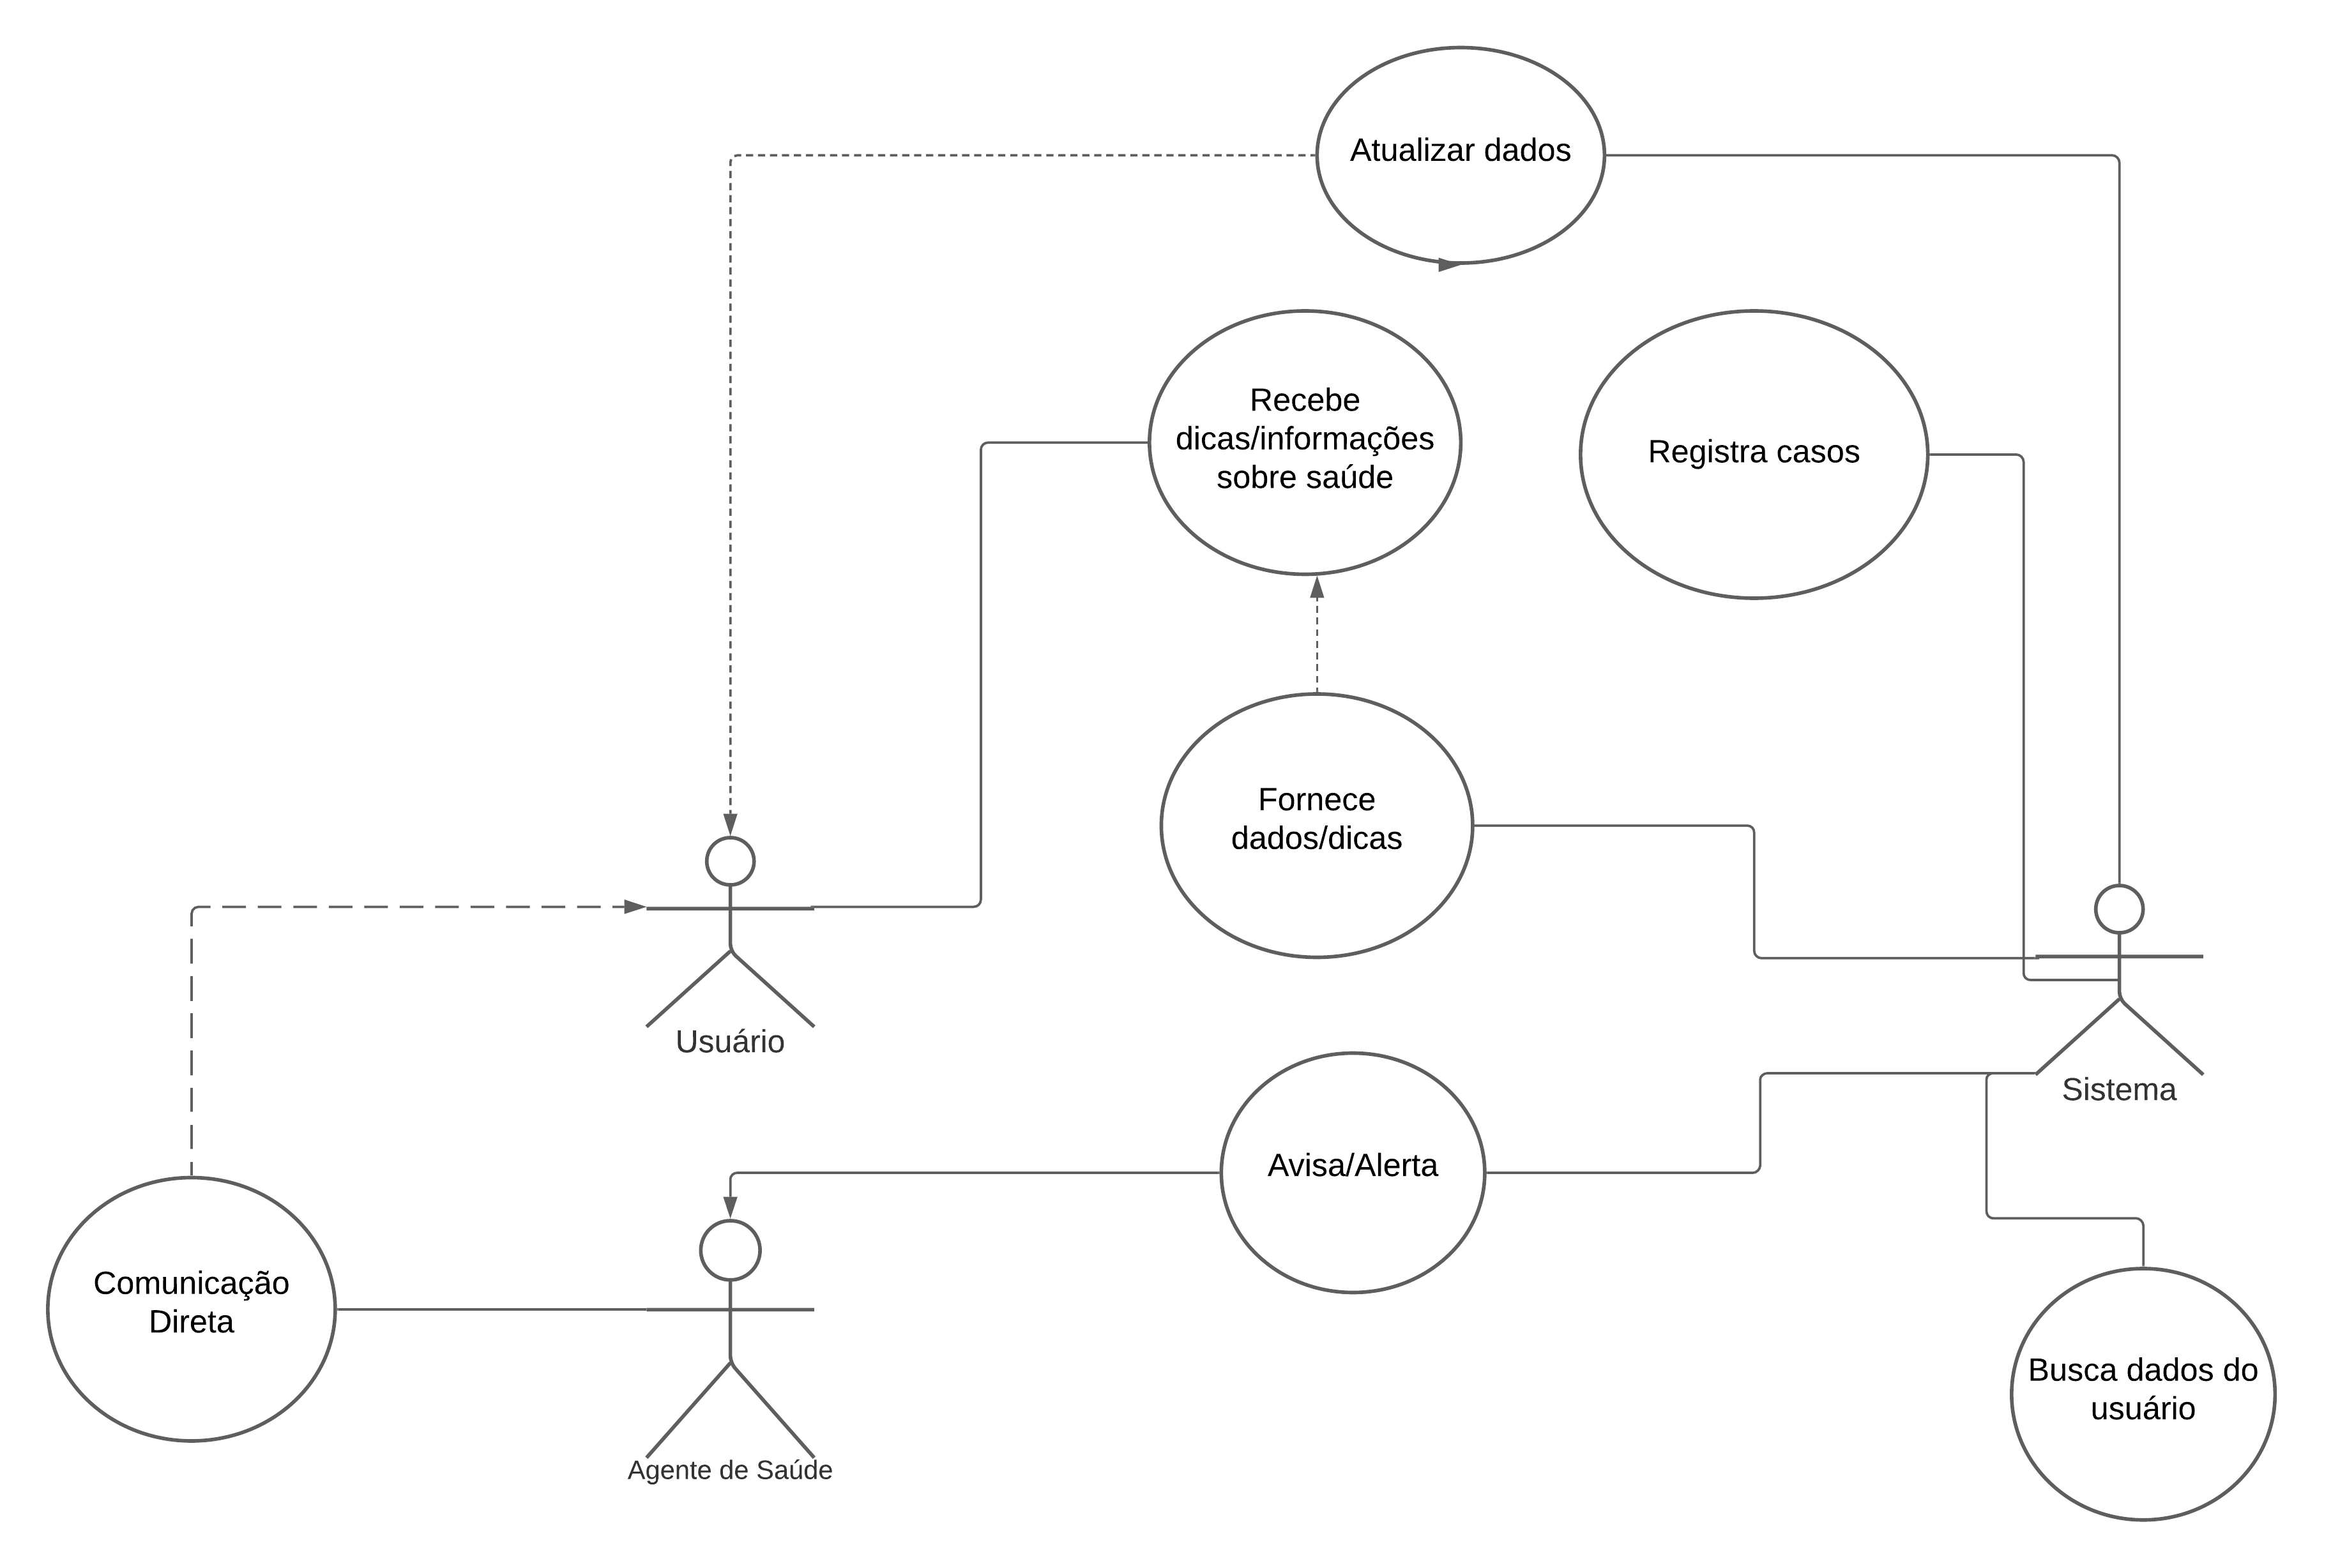 Atualizar dados
Recebe
dicas/informações
sobre saúde
Registra casos
Fornece
dados/dicas
Usuário
Sistema
Avisa/Alerta
Comunicação
Direta
Busca dados do
usuário
Agente de Saúde